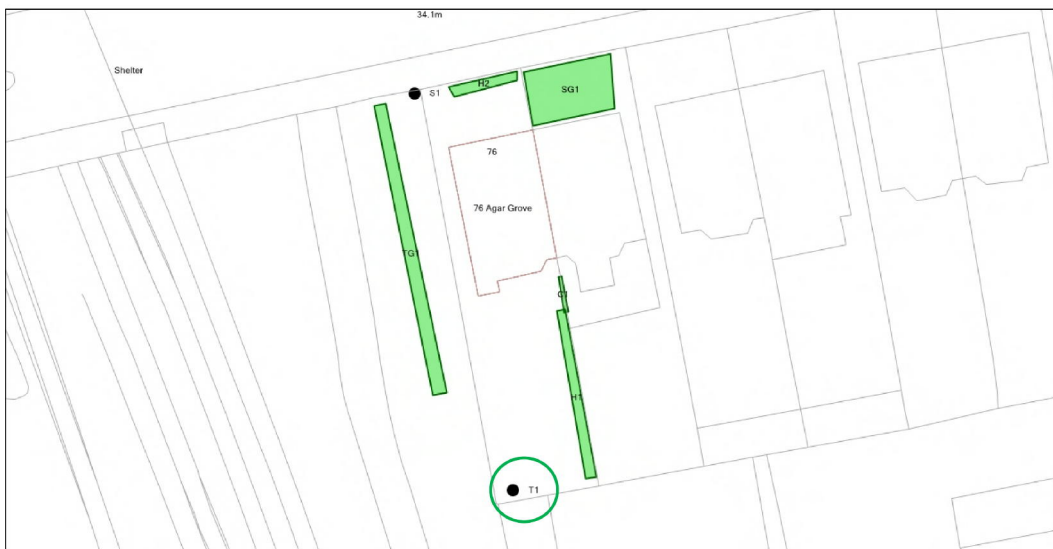 34.1m
Shelter
S1
H2
SG1
76
76 Agar Grove
TG1
C1
H1
T1